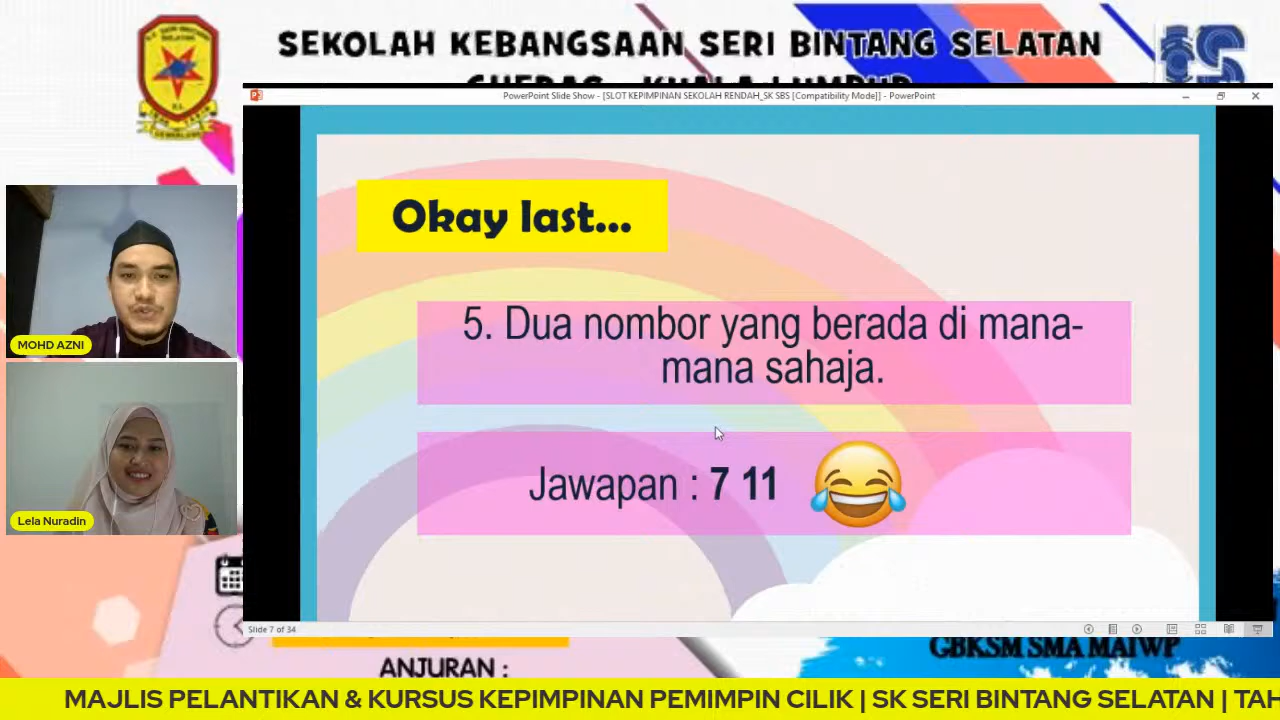 SEKOLAH KEBANGSAAN SERI BINTANG SELATAN
PowerPoint Slide Show - [SLOT KEPIMPINAN SEKOLAH RENDAH_SK SBS [Compatibility Mode]] - PowerPoint
Okay last...
5. Dua nombor yang berada di mana-
mana sahaja.
Jawapan : 7 11
MOHD AZNI
Lela Nuradin
Slide 7 of 34
GBKSM SMA MAIWP
ANJURAN :
MAJLIS PELANTIKAN & KURSUS KEPIMPINAN PEMIMPIN CILIK | SK SERI BINTANG SELATAN | TAH